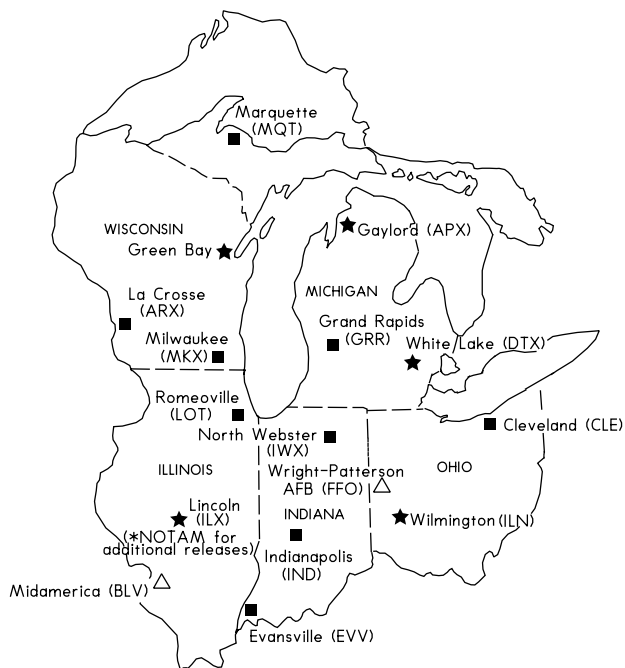 Marquette
(MQT)
WISCONSIN
Green Bay
Gaylord (APX)
MICHIGAN
La Crosse
(ARX)
Grand Rapids
(GRR)
Milwaukee
(MKX)
White Lake (DTX)
Romeoville
(LOT)
North Webster
(IWX)
Cleveland (CLE)
ILLINOIS
Wright-Patterson
AFB (FFO)
OHIO
Lincoln
(ILX)
(*NOTAM for
additional releases)
INDIANA
Wilmington (ILN)
Indianapolis
(IND)
Midamerica (BLV)
Evansville (EVV)